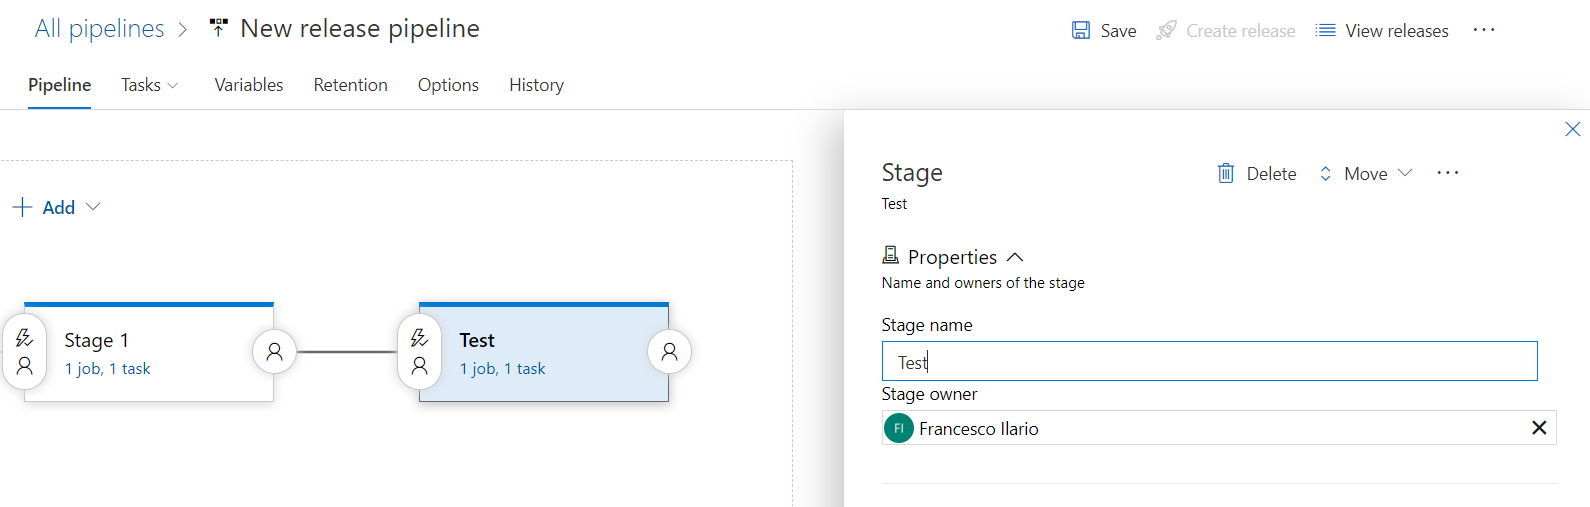 All pipelines > New release pipeline
Save Create release View releases ...
Pipeline Tasks Variables Retention Options History
Add
Stage 1
1 job, 1 task
Test
1 job, 1 task
Stage
Delete Move ...
Test
Properties
Name and owners of the stage
Stage name
Test
Stage owner
FI Francesco Ilario